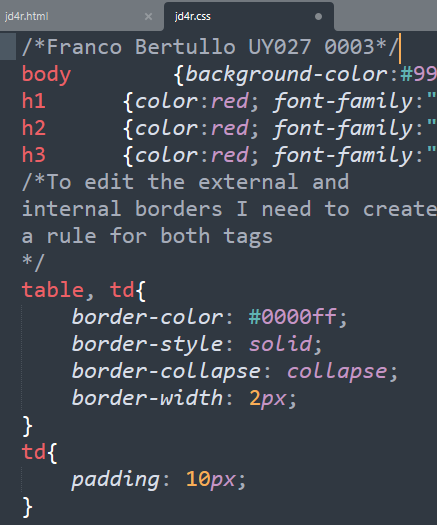 jd4r.html × jd4r.css
/*Franco Bertullo UY027 0003*/
body {background-color:#99
h1 {color:red; font-family:"
h2 {color:red; font-family:"
h3 {color:red; font-family:"
/*To edit the external and
internal borders I need to create
a rule for both tags
*/
table, td{
border-color: #0000ff;
border-style: solid;
border-collapse: collapse;
border-width: 2px;
}
td{
padding: 10px;
}